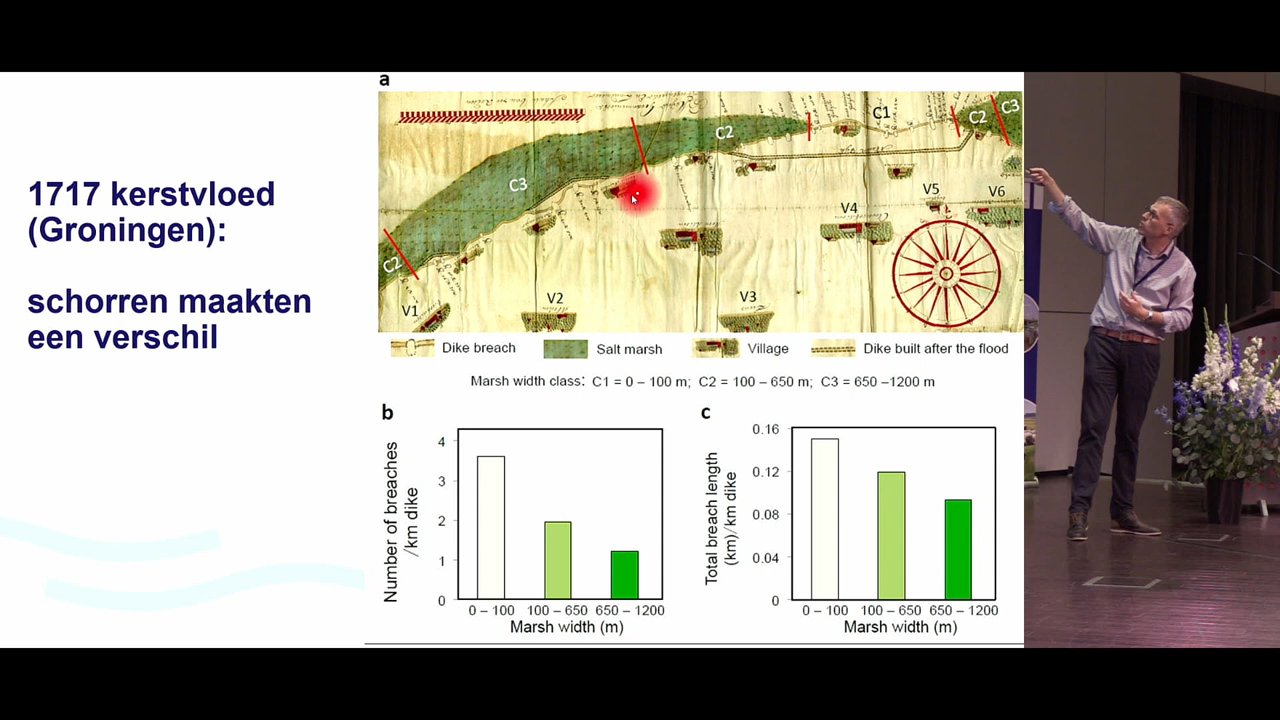 1717 kerstvloed
(Groningen):
schorren maakten
een verschil
a
C1
C2
C3
C2
C2
C3
V5
V6
V4
V1
V2
V3
Dike breach
Salt marsh
Village
Dike built after the flood
Marsh width class: C1 = 0 – 100 m; C2 = 100 – 650 m; C3 = 650 –1200 m
b
Number of breaches
/km dike
4
3
2
1
0
0 – 100
100 – 650
650 – 1200
Marsh width (m)
c
Total breach length
(km)/km dike
0.16
0.12
0.08
0.04
0
0 – 100
100 – 650
650 – 1200
Marsh width (m)